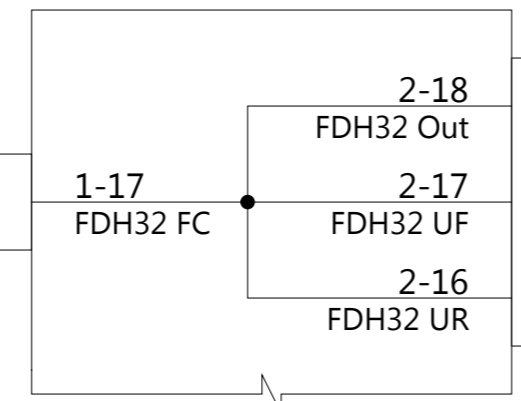 2-18
FDH32 Out
1-17
FDH32 FC
2-17
FDH32 UF
2-16
FDH32 UR